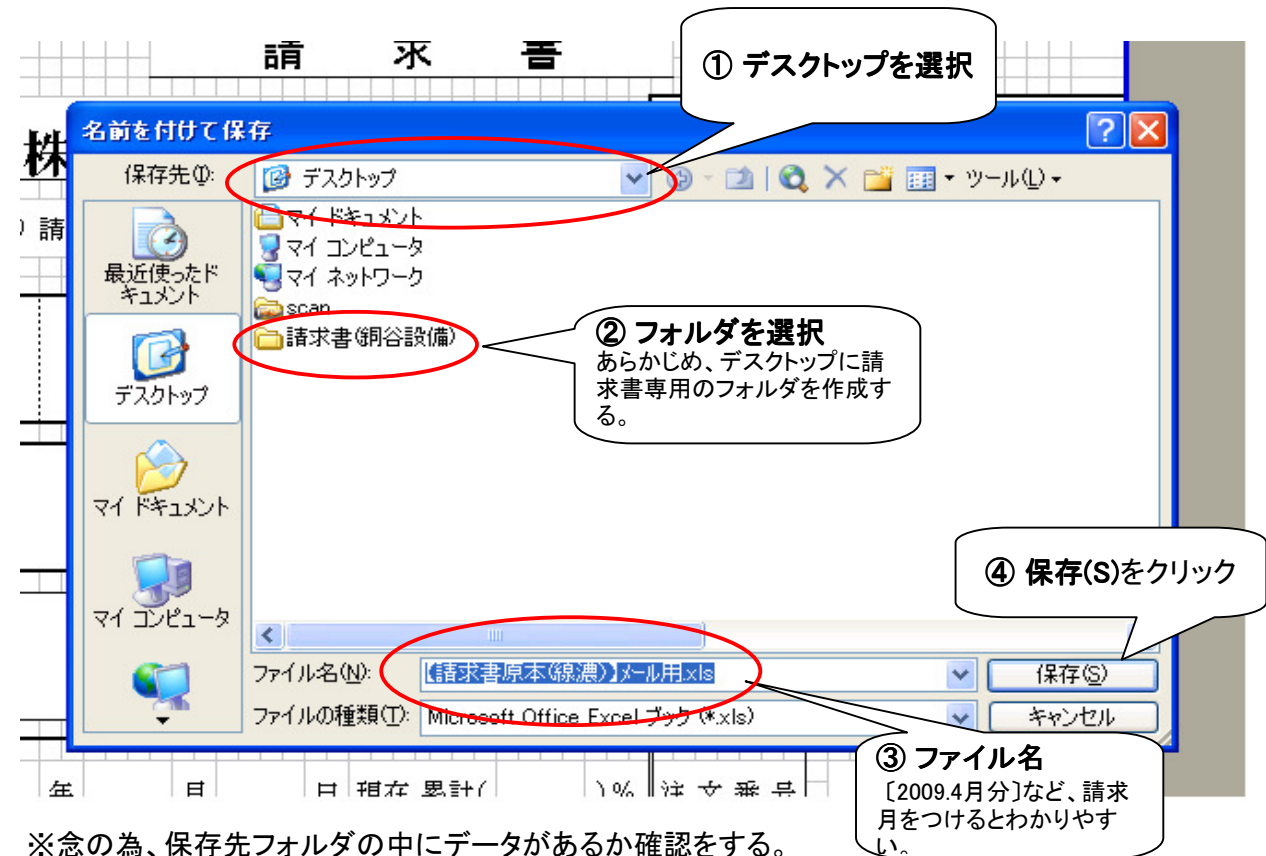 請 求 書
① デスクトップを選択
株
名前を付けて保存
保存先(I):
デスクトップ
ツール(L)
請
マイ ドキュメント
マイ コンピュータ
マイ ネットワーク
scan
請求書(銅谷設備)
最近使ったド
キュメント
デスクトップ
マイ ドキュメント
マイ コンピュータ
② フォルダを選択
あらかじめ、デスクトップに請
求書専用のフォルダを作成す
る。
④ 保存(S)をクリック
ファイル名(N):
【請求書原本(線濃)】メール用.xls
保存(S)
ファイルの種類(T):
Microsoft Office Excel ブック (*.xls)
キャンセル
③ ファイル名
〔2009.4月分〕など、請求
月をつけるとわかりやす
い。
年 月 日 現在 累計( )% 注文番号
※念の為、保存先フォルダの中にデータがあるか確認をする。